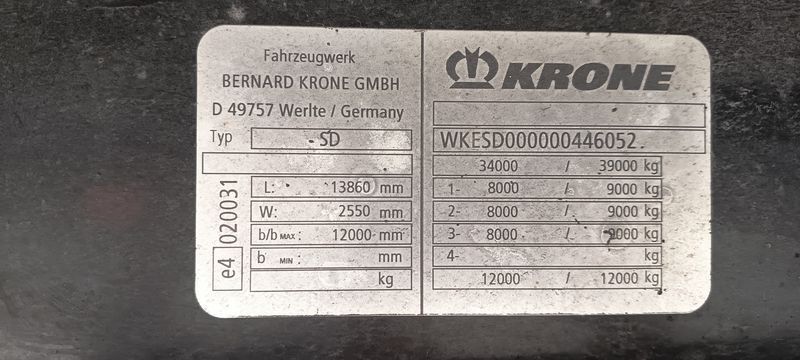 Fahrzeugwerk
BERNARD KRONE GMBH
D 49757 Werlte / Germany
Typ - SD
e4 020031
L: 13860 mm
W: 2550 mm
b/b MAX: 12000 mm
b MIN: mm
kg
KRONE
WKESD000000446052
34000 / 39000 kg
1- 8000 / 9000 kg
2- 8000 / 9000 kg
3- 8000 / 9000 kg
4- kg
12000 / 12000 kg